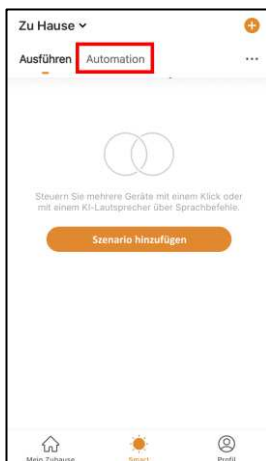 Zu Hause
Ausführen Automation
Steuern Sie mehrere Geräte mit einem Klick oder
mit einem KI-Lautsprecher über Sprachbefehle.
Szenario hinzufügen
Mein Zuhause Smart Profil